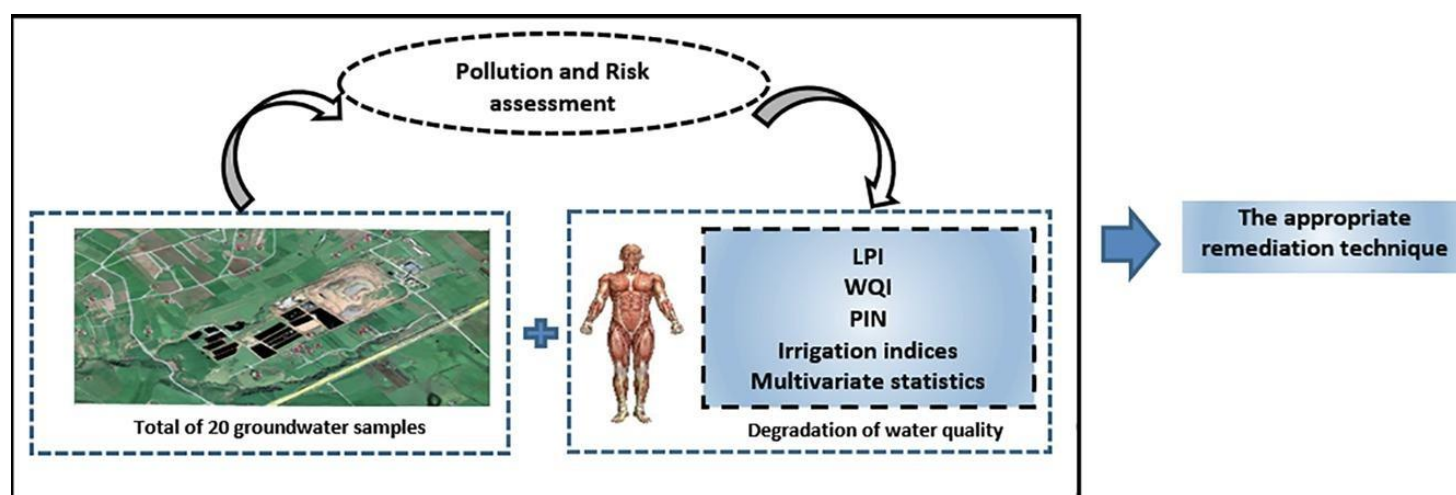 Pollution and Risk
assessment
Total of 20 groundwater samples
LPI
WQI
PIN
Irrigation indices
Multivariate statistics
Degradation of water quality
The appropriate
remediation technique